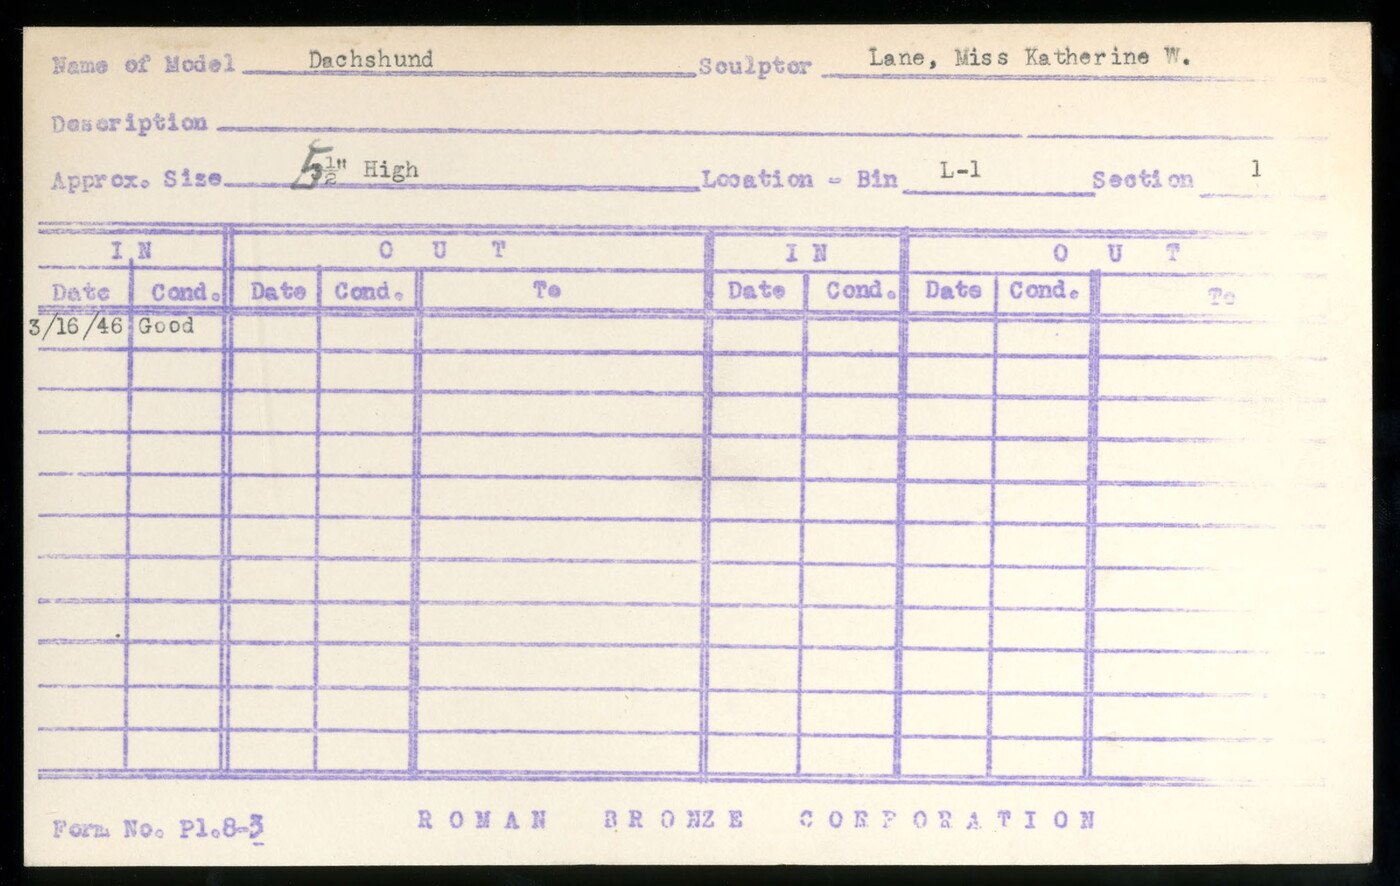 Name of Model Dachshund Sculptor Lane, Miss Katherine W.
Description
Approx. Size 5½" High Location - Bin L-1 Section 1
IN OUT IN OUT
Date Cond. Date Cond. To Date Cond. Date Cond. To
3/16/46 Good
Form No. Pl.8-3 ROMAN BRONZE CORPORATION